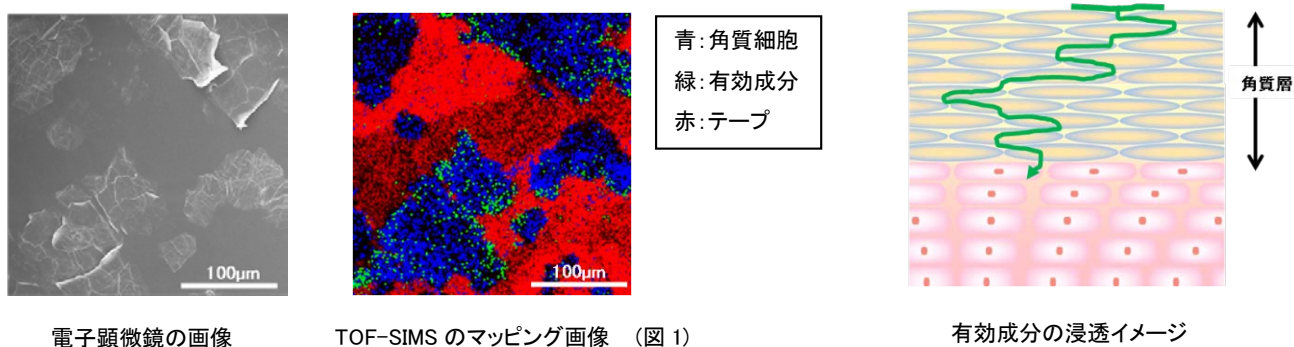 青：角質細胞
緑：有効成分
赤：テープ
角質層
100μm
100μm
電子顕微鏡の画像
TOF-SIMS のマッピング画像 （図 1）
有効成分の浸透イメージ